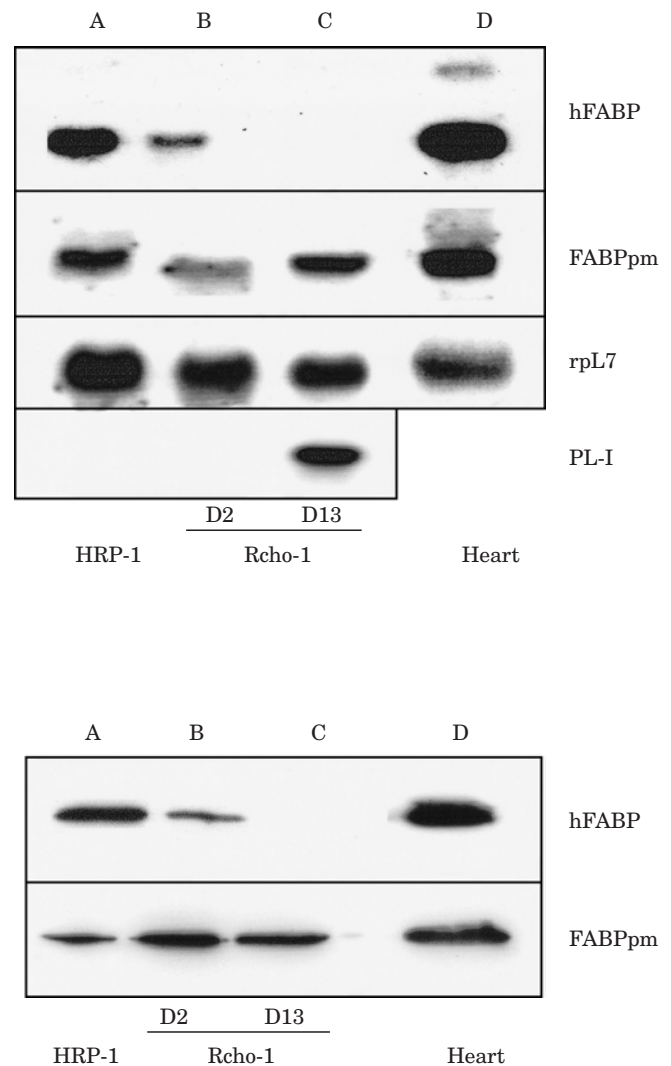 A B C D
hFABP
FABPpm
rpL7
PL-I
D2 D13
HRP-1 Rcho-1 Heart
A B C D
hFABP
FABPpm
D2 D13
HRP-1 Rcho-1 Heart